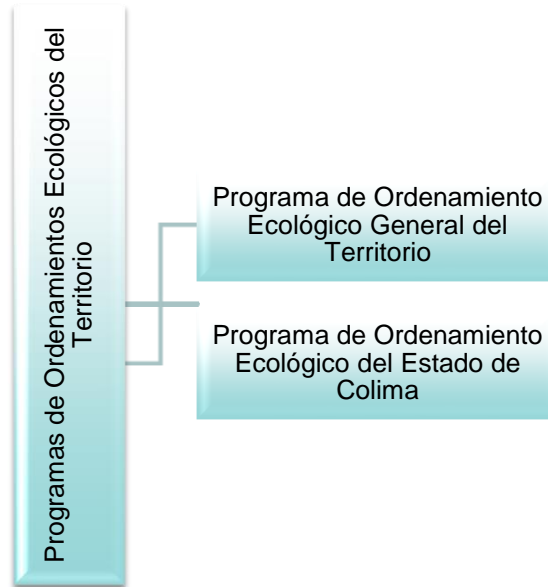 Programas de Ordenamientos Ecológicos del
Territorio
Programa de Ordenamiento
Ecológico General del
Territorio
Programa de Ordenamiento
Ecológico del Estado de
Colima